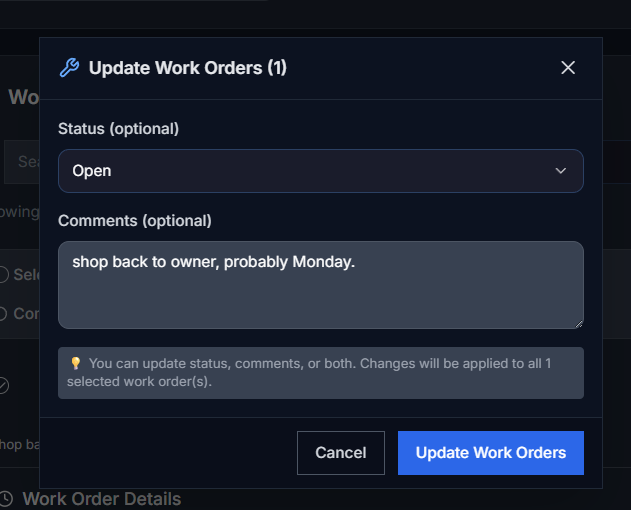 Update Work Orders (1)
Wo
Status (optional)
Open
Sea
owing
Comments (optional)
shop back to owner, probably Monday.
Sele
Con
💡 You can update status, comments, or both. Changes will be applied to all 1
selected work order(s).
hop ba
Cancel
Update Work Orders
Work Order Details